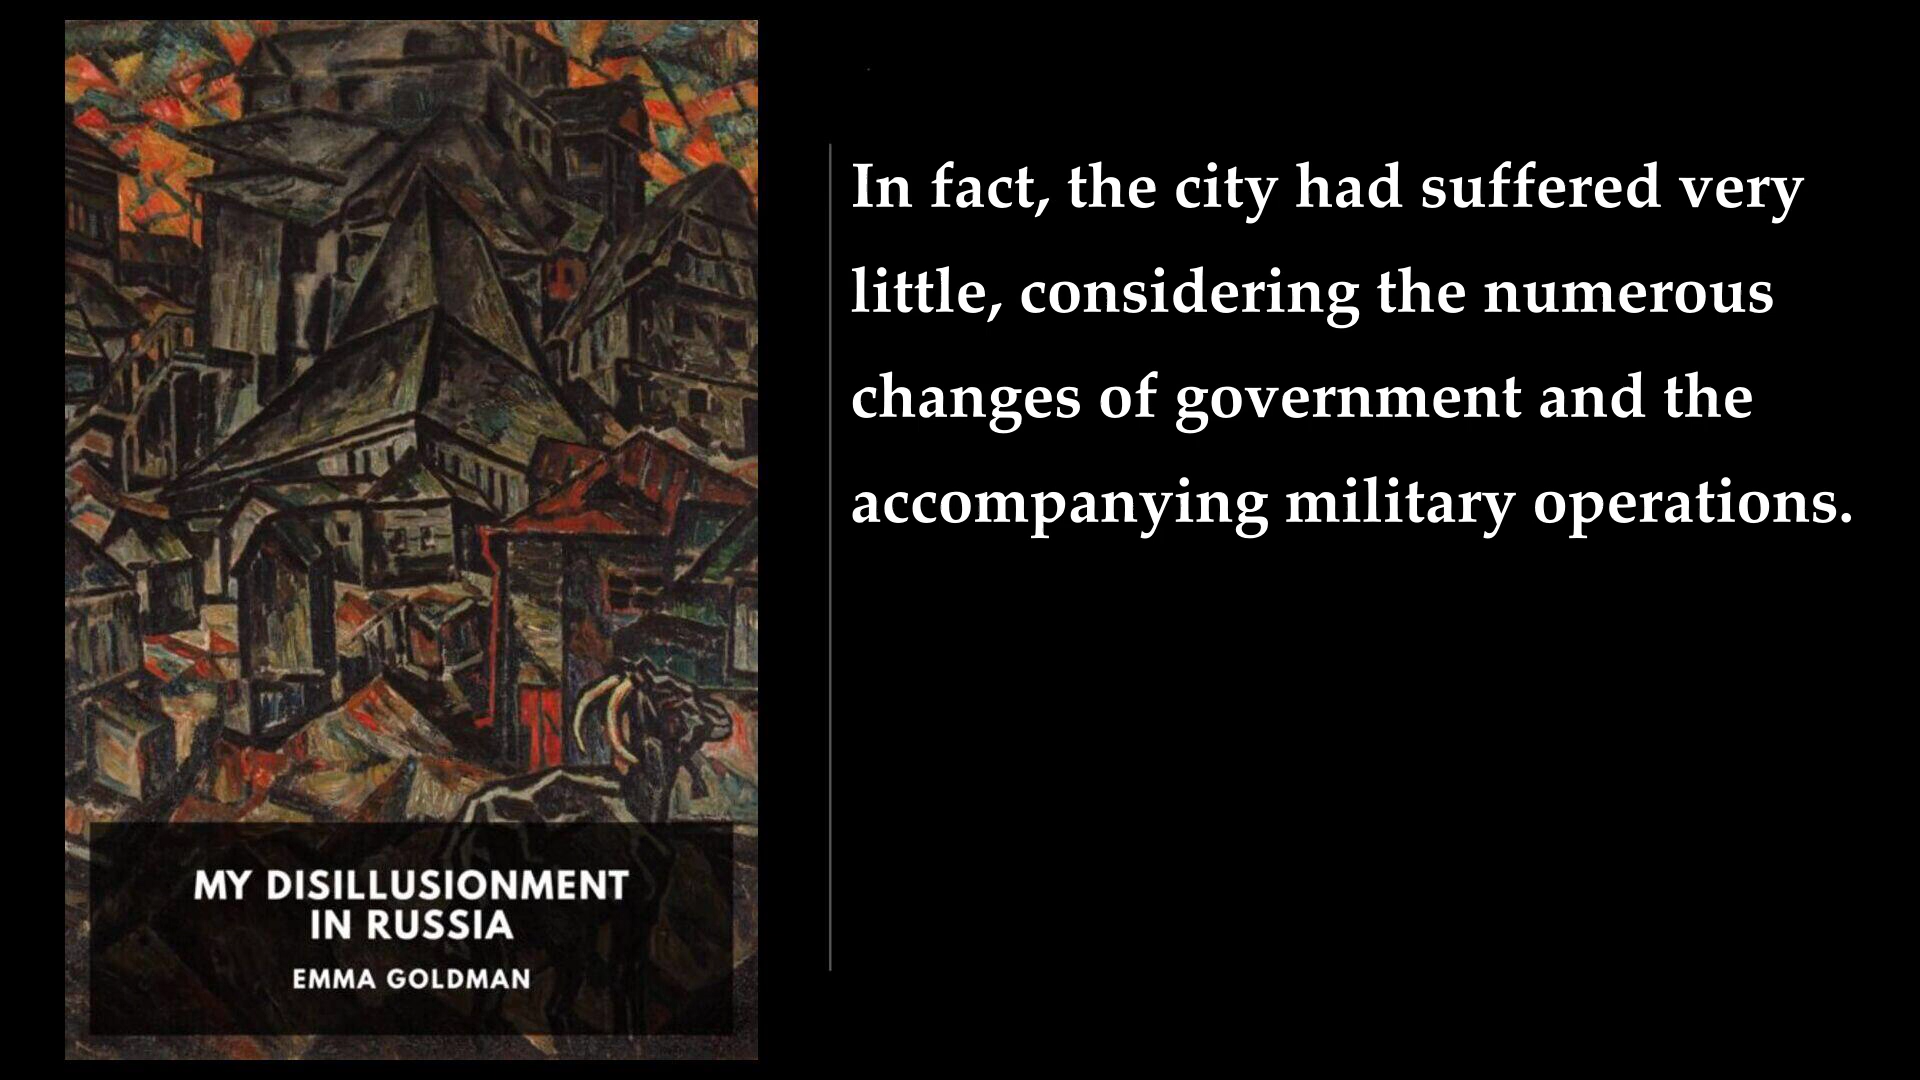 In fact, the city had suffered very
little, considering the numerous
changes of government and the
accompanying military operations.
MY DISILLUSIONMENT
IN RUSSIA
EMMA GOLDMAN